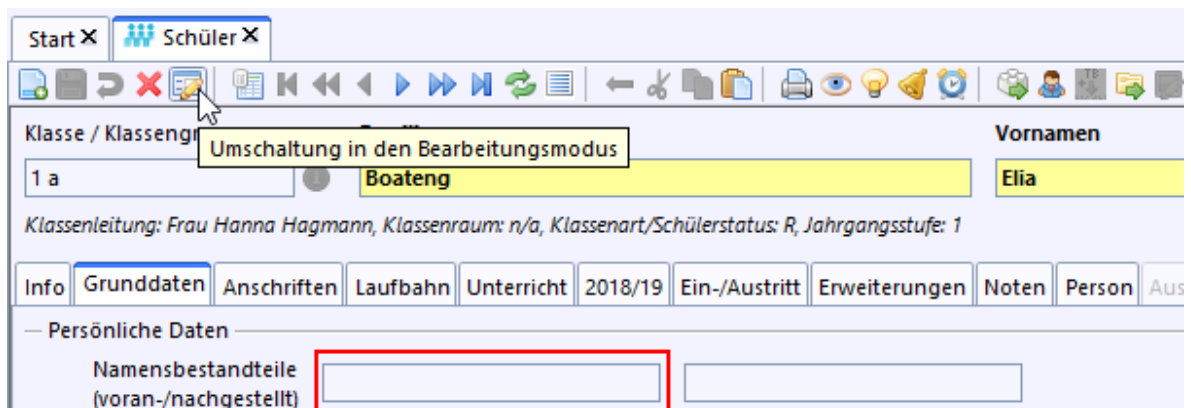 Start
Schüler
Umschaltung in den Bearbeitungsmodus
Klasse / Klasseng
Vornamen
1 a
Boateng
Elia
Klassenleitung: Frau Hanna Hagmann, Klassenraum: n/a, Klassenart/Schülerstatus: R, Jahrgangsstufe: 1
Info Grunddaten Anschriften Laufbahn Unterricht 2018/19 Ein-/Austritt Erweiterungen Noten Person Aus
Persönliche Daten
Namensbestandteile
(voran-/nachgestellt)